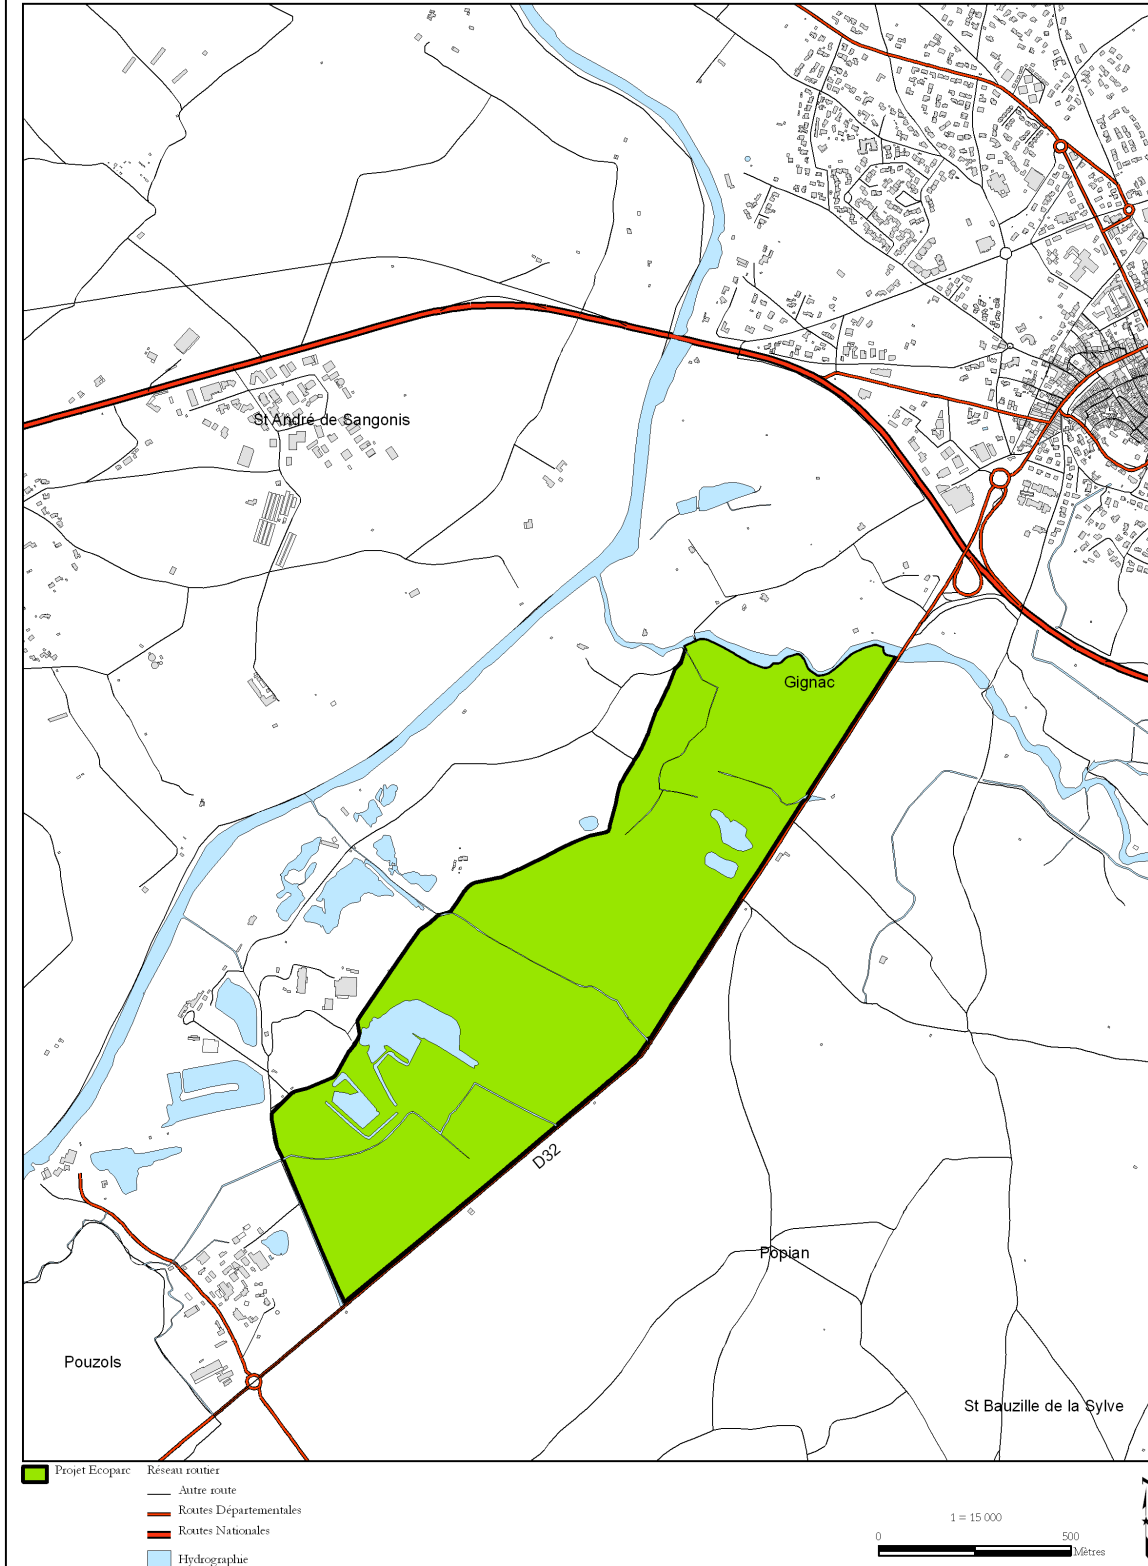 St André de Sangonis
Gignac
D32
Popian
Pouzols
St Bauzille de la Sylve
Projet Ecoparc
Réseau routier
Autre route
Routes Départementales
Routes Nationales
Hydrographie
1 = 15 000
0 500
Mètres